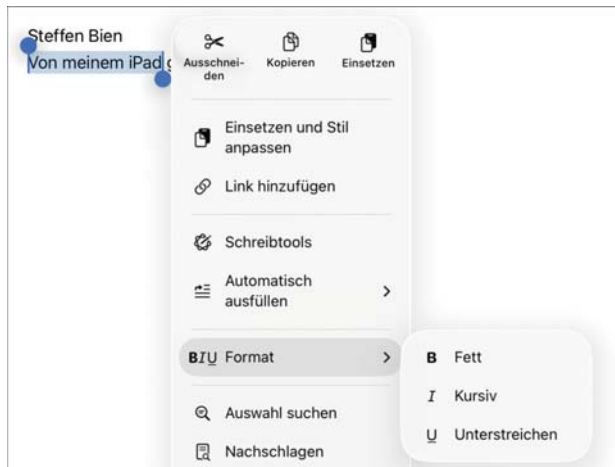 Steffen Bien
Von meinem iPad g
Ausschnei-
den
Kopieren
Einsetzen
Einsetzen und Stil
anpassen
Link hinzufügen
Schreibtools
Automatisch
ausfüllen
BIU Format
B Fett
I Kursiv
U Unterstreichen
Auswahl suchen
Nachschlagen